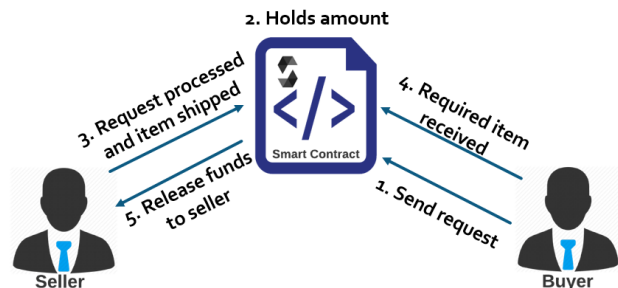 2. Holds amount
3. Request processed
and item shipped
</>
Smart Contract
4. Required item
received
5. Release funds
to seller
1. Send request
Seller
Buyer